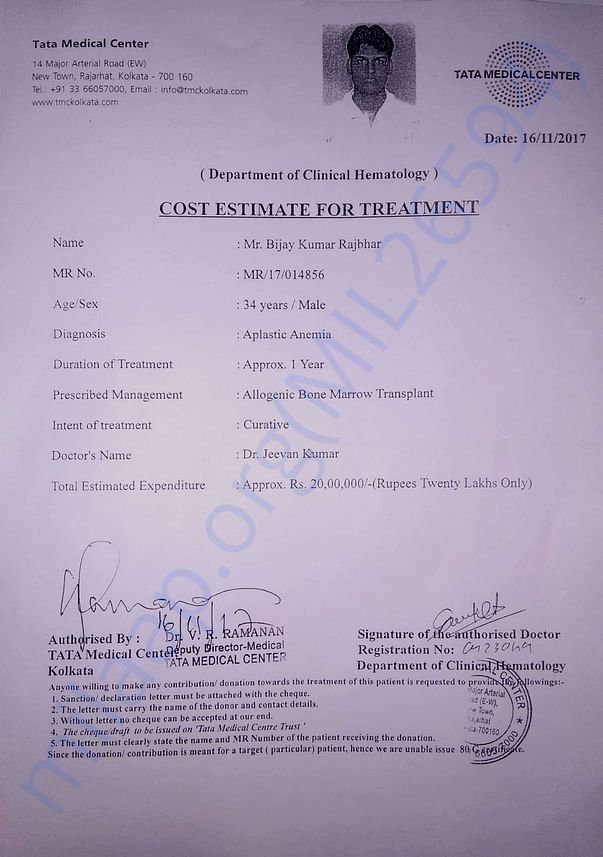 Tata Medical Center
14 Major Arterial Road (EW)
New Town, Rajarhat, Kolkata - 700 160
Tel.: +91 33 66057000, Email : info@tmckolkata.com
www.tmckolkata.com
TATA MEDICAL CENTER
Date: 16/11/2017
( Department of Clinical Hematology )
COST ESTIMATE FOR TREATMENT
Name : Mr. Bijay Kumar Rajbhar
MR No. : MR/17/014856
Age/Sex : 34 years / Male
Diagnosis : Aplastic Anemia
Duration of Treatment : Approx. 1 Year
Prescribed Management : Allogenic Bone Marrow Transplant
Intent of treatment : Curative
Doctor's Name : Dr. Jeevan Kumar
Total Estimated Expenditure : Approx. Rs. 20,00,000/-(Rupees Twenty Lakhs Only)
16/11/17
Authorised By : Dr. V. R. RAMANAN
TATA Medical Center Deputy Director-Medical
Kolkata TATA MEDICAL CENTER
Signature of the authorised Doctor
Registration No:
Department of Clinical Hematology
Anyone willing to make any contribution/ donation towards the treatment of this patient is requested to provide the followings:-
1. Sanction/ declaration letter must be attached with the cheque.
2. The letter must carry the name of the donor and contact details.
3. Without letter no cheque can be accepted at our end.
4. The cheque/draft to be issued on 'Tata Medical Centre Trust '
5. The letter must clearly state the name and MR Number of the patient receiving the donation.
Since the donation/ contribution is meant for a target ( particular) patient, hence we are unable issue 80 G certificate.